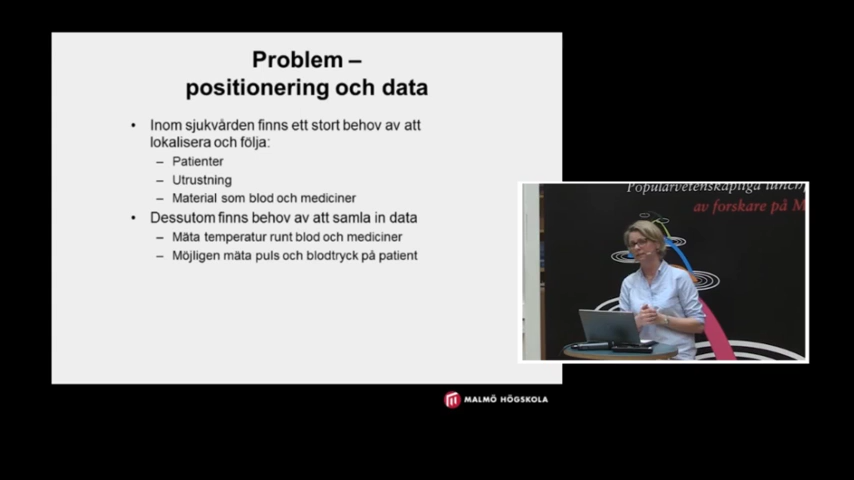 Problem –
positionering och data
• Inom sjukvården finns ett stort behov av att
lokalisera och följa:
– Patienter
– Utrustning
– Material som blod och mediciner
• Dessutom finns behov av att samla in data
– Mäta temperatur runt blod och mediciner
– Möjligen mäta puls och blodtryck på patient
Populärvetenskapliga
av forskare på M
MALMÖ HÖGSKOLA